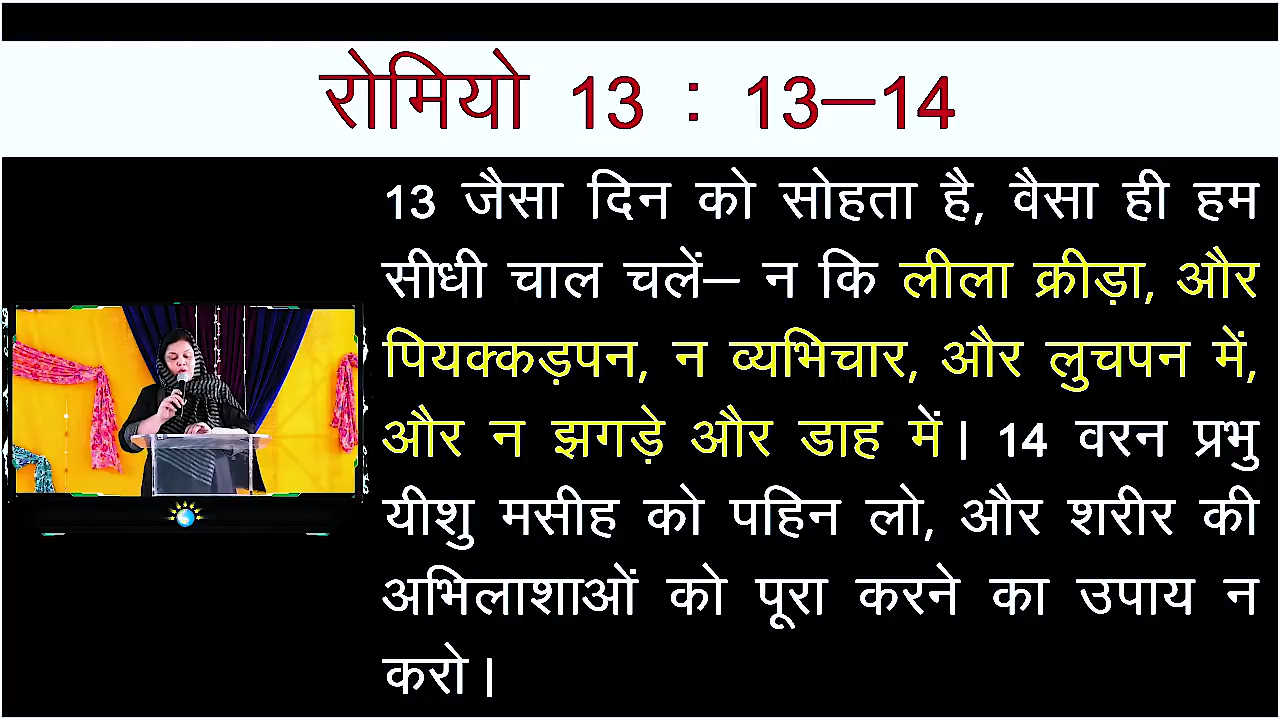 रोमियो 13 : 13–14
13 जैसा दिन को सोहता है, वैसा ही हम
सीधी चाल चलें– न कि लीला क्रीड़ा, और
पियक्कड़पन, न व्यभिचार, और लुचपन में,
और न झगड़े और डाह में। 14 वरन प्रभु
यीशु मसीह को पहिन लो, और शरीर की
अभिलाशाओं को पूरा करने का उपाय न
करो।